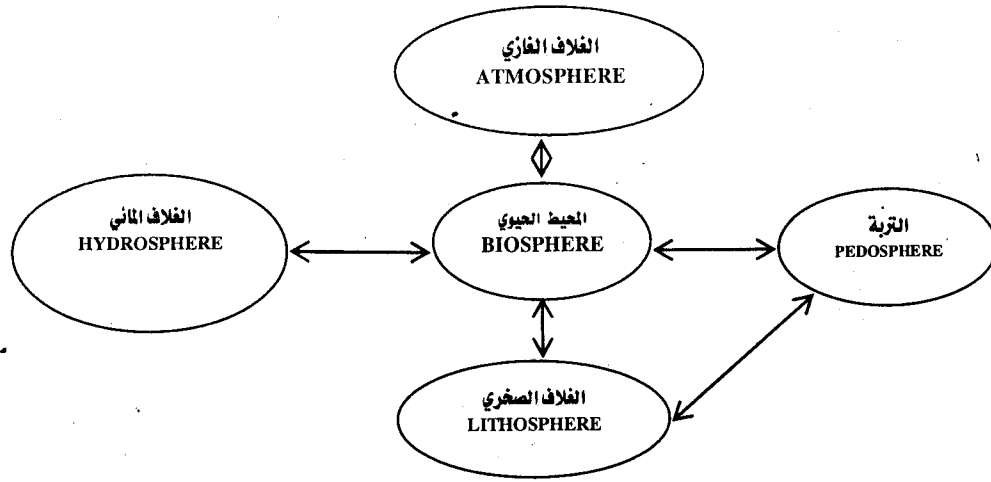 الغلاف الغازي
ATMOSPHERE
الغلاف المائي
HYDROSPHERE
المحيط الحيوي
BIOSPHERE
التربة
PEDOSPHERE
الغلاف الصخري
LITHOSPHERE